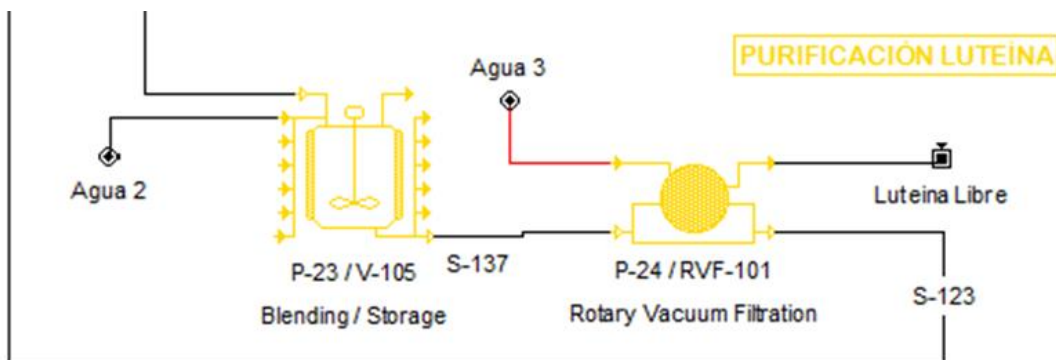 PURIFICACIÓN LUTEÍNA
Agua 3
Agua 2
Luteina Libre
P-23 / V-105
Blending / Storage
S-137
P-24 / RVF-101
Rotary Vacuum Filtration
S-123